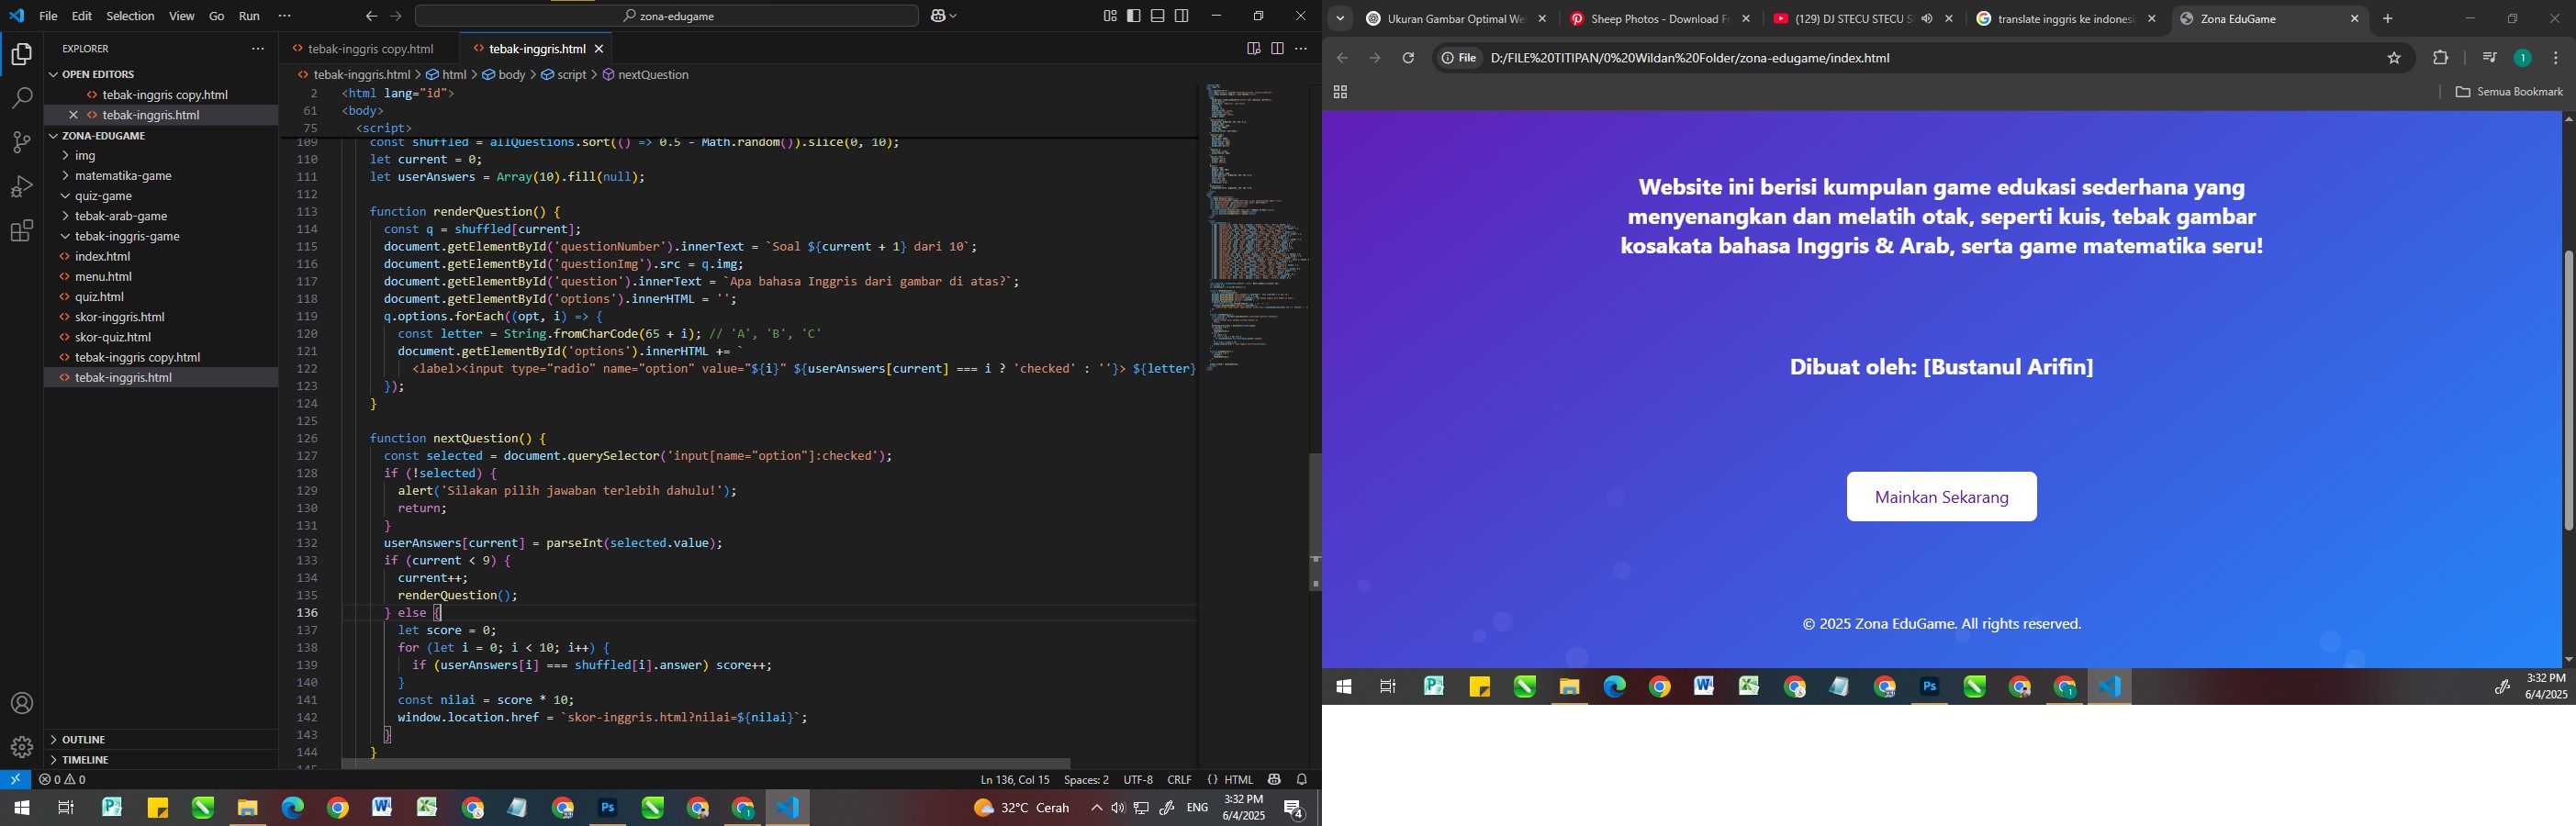 File Edit Selection View Go Run ···
zona-edugame
EXPLORER
OPEN EDITORS
tebak-inggris copy.html
tebak-inggris.html
ZONA-EDUGAME
img
matematika-game
quiz-game
tebak-arab-game
tebak-inggris-game
index.html
menu.html
quiz.html
skor-inggris.html
skor-quiz.html
tebak-inggris copy.html
tebak-inggris.html
OUTLINE
TIMELINE
tebak-inggris copy.html tebak-inggris.html
tebak-inggris.html > html > body > script > nextQuestion
2 <html lang="id">
61 <body>
75 <script>
109 const shuffled = allQuestions.sort(() => 0.5 - Math.random()).slice(0, 10);
110 let current = 0;
111 let userAnswers = Array(10).fill(null);
112
113 function renderQuestion() {
114 const q = shuffled[current];
115 document.getElementById('questionNumber').innerText = `Soal ${current + 1} dari 10`;
116 document.getElementById('questionImg').src = q.img;
117 document.getElementById('question').innerText = `Apa bahasa Inggris dari gambar di atas?`;
118 document.getElementById('options').innerHTML = '';
119 q.options.forEach((opt, i) => {
120 const letter = String.fromCharCode(65 + i); // 'A', 'B', 'C'
121 document.getElementById('options').innerHTML += `
122 <label><input type="radio" name="option" value="${i}" ${userAnswers[current] === i ? 'checked' : ''}> ${letter}
123 });
124 }
125
126 function nextQuestion() {
127 const selected = document.querySelector('input[name="option"]:checked');
128 if (!selected) {
129 alert('Silakan pilih jawaban terlebih dahulu!');
130 return;
131 }
132 userAnswers[current] = parseInt(selected.value);
133 if (current < 9) {
134 current++;
135 renderQuestion();
136 } else {
137 let score = 0;
138 for (let i = 0; i < 10; i++) {
139 if (userAnswers[i] === shuffled[i].answer) score++;
140 }
141 const nilai = score * 10;
142 window.location.href = `skor-inggris.html?nilai=${nilai}`;
143 }
144 }
0 0 Ln 136, Col 15 Spaces: 2 UTF-8 CRLF {} HTML
32°C Cerah ENG 3:32 PM
6/4/2025 4
Ukuran Gambar Optimal We Sheep Photos - Download F (129) DJ STECU STECU S translate inggris ke indonesi Zona EduGame
File D:/FILE%20TITIPAN/0%20Wildan%20Folder/zona-edugame/index.html 1
Semua Bookmark
Website ini berisi kumpulan game edukasi sederhana yang
menyenangkan dan melatih otak, seperti kuis, tebak gambar
kosakata bahasa Inggris & Arab, serta game matematika seru!
Dibuat oleh: [Bustanul Arifin]
Mainkan Sekarang
© 2025 Zona EduGame. All rights reserved.
3:32 PM
6/4/2025